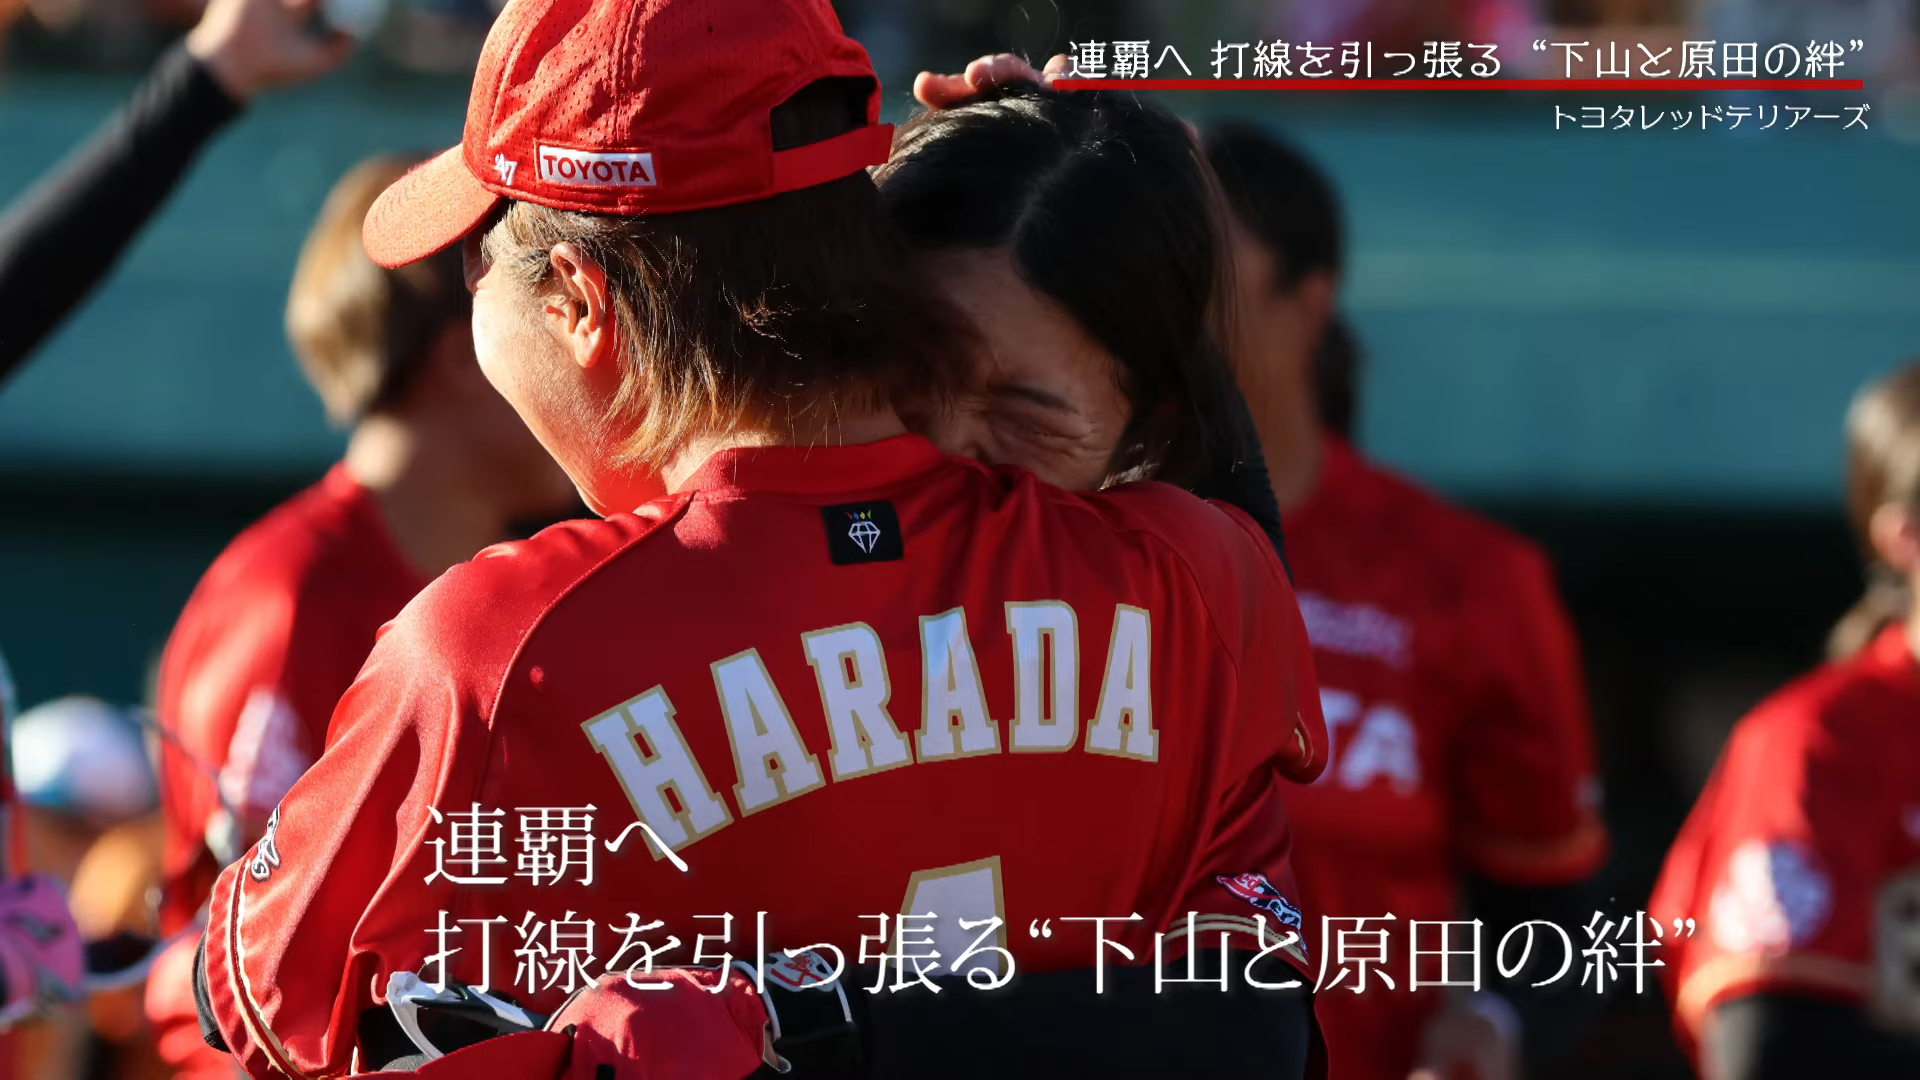 連覇へ 打線を引っ張る “下山と原田の絆”
トヨタレッドテリアーズ
47 TOYOTA
HARADA
連覇へ
打線を引っ張る“下山と原田の絆”